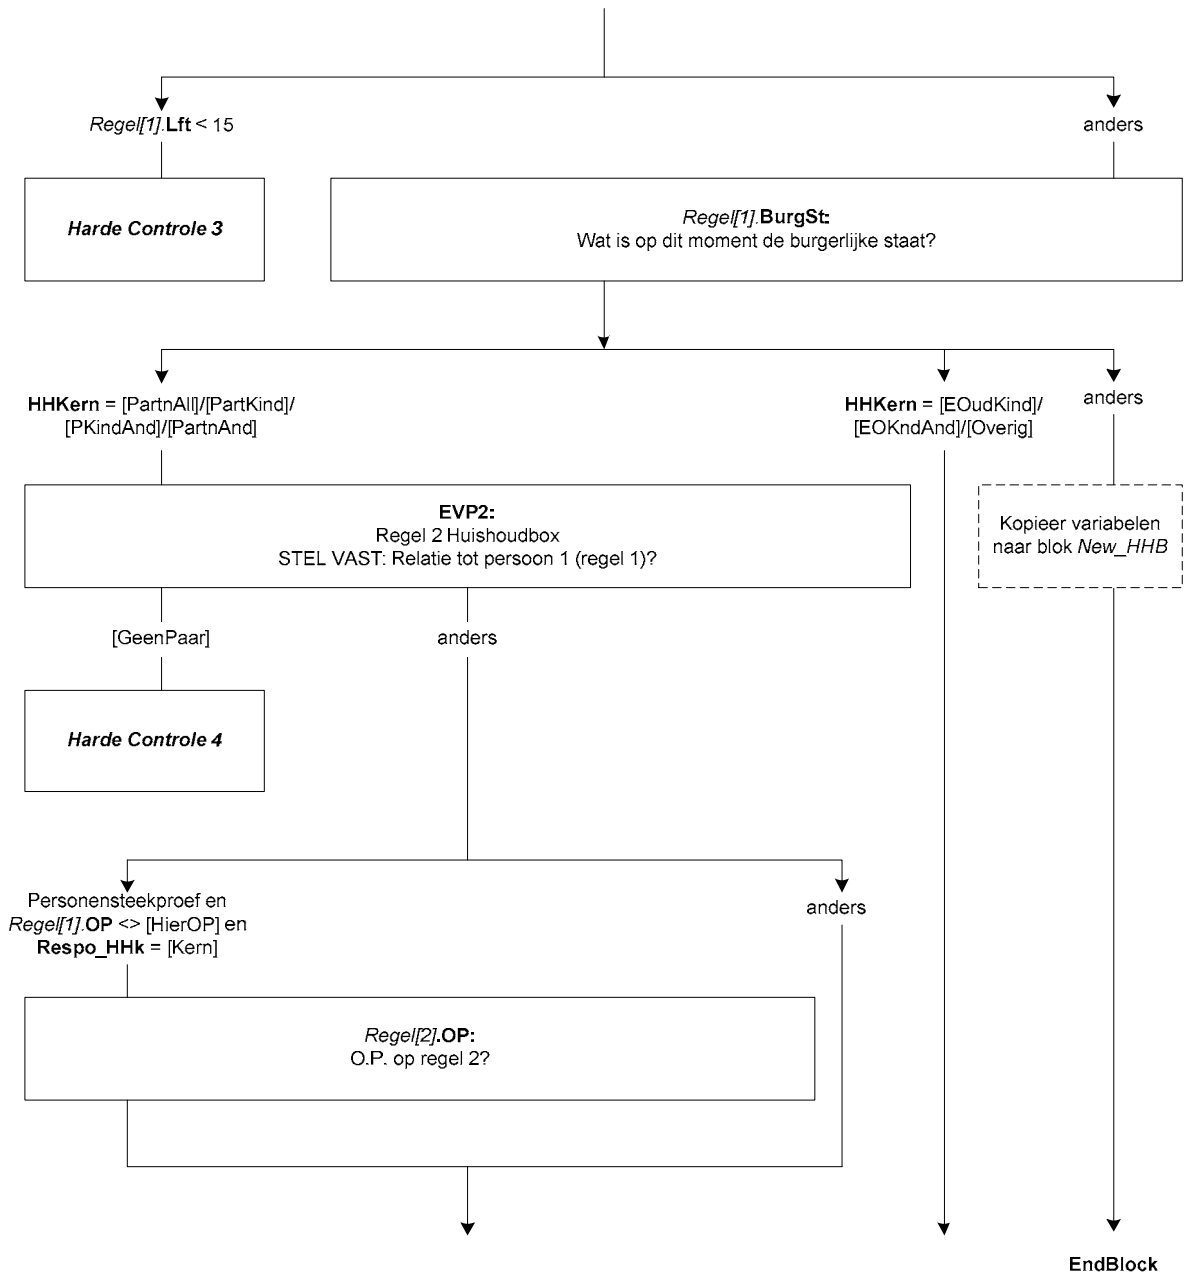 Regel[1].Lft < 15
anders
Harde Controle 3
Regel[1].BurgSt:
Wat is op dit moment de burgerlijke staat?
HHKern = [PartnAll]/[PartKind]/
[PKindAnd]/[PartnAnd]
HHKern = [EOudKind]/
[EOKndAnd]/[Overig]
anders
EVP2:
Regel 2 Huishoudbox
STEL VAST: Relatie tot persoon 1 (regel 1)?
Kopieer variabelen
naar blok New_HHB
[GeenPaar]
anders
Harde Controle 4
Personensteekproef en
Regel[1].OP <> [HierOP] en
Respo_HHk = [Kern]
anders
Regel[2].OP:
O.P. op regel 2?
EndBlock